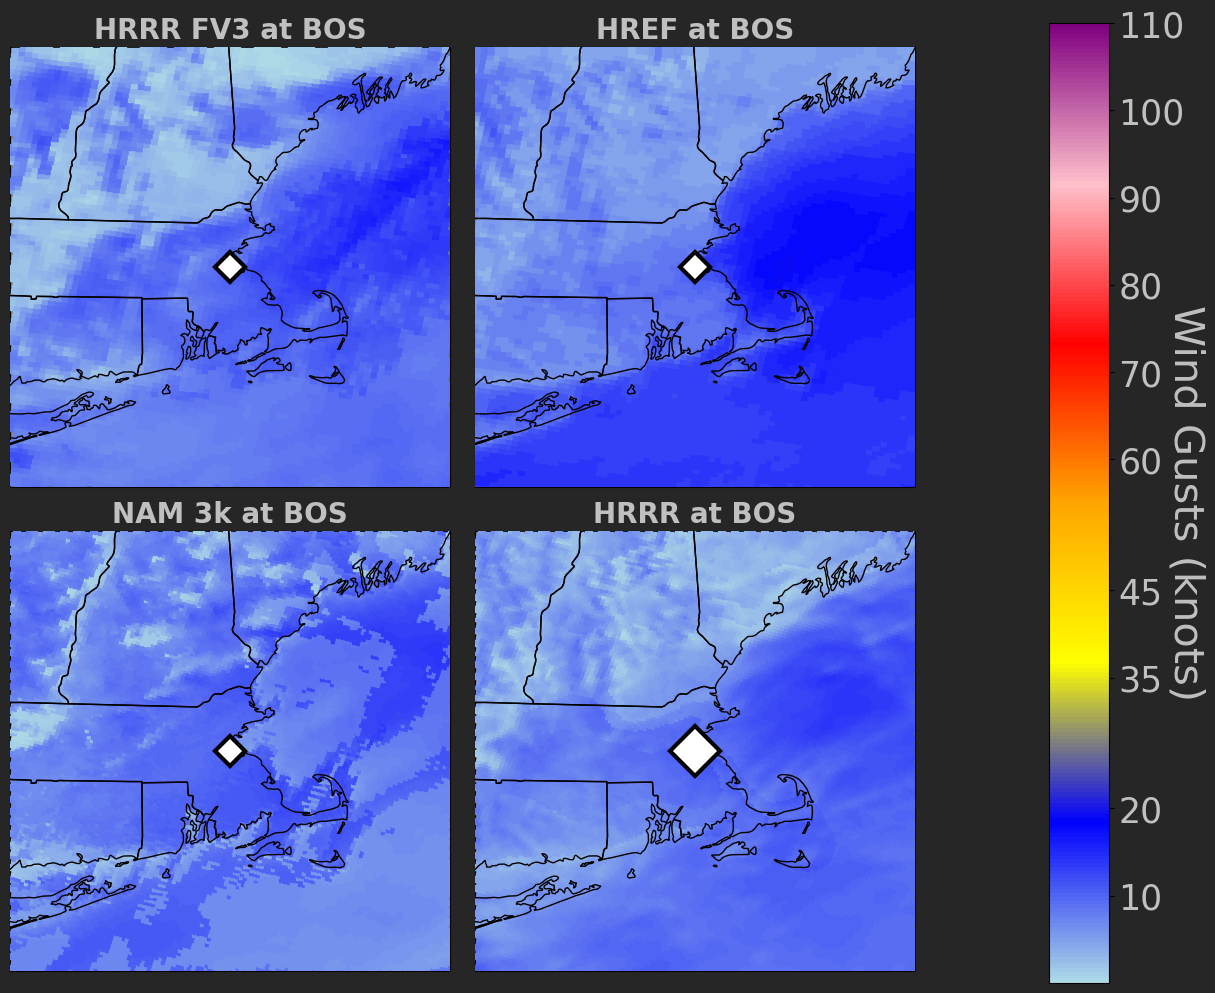 HRRR FV3 at BOS
HREF at BOS
NAM 3k at BOS
HRRR at BOS
110
100
90
80
70
60
45
35
20
10
Wind Gusts (knots)